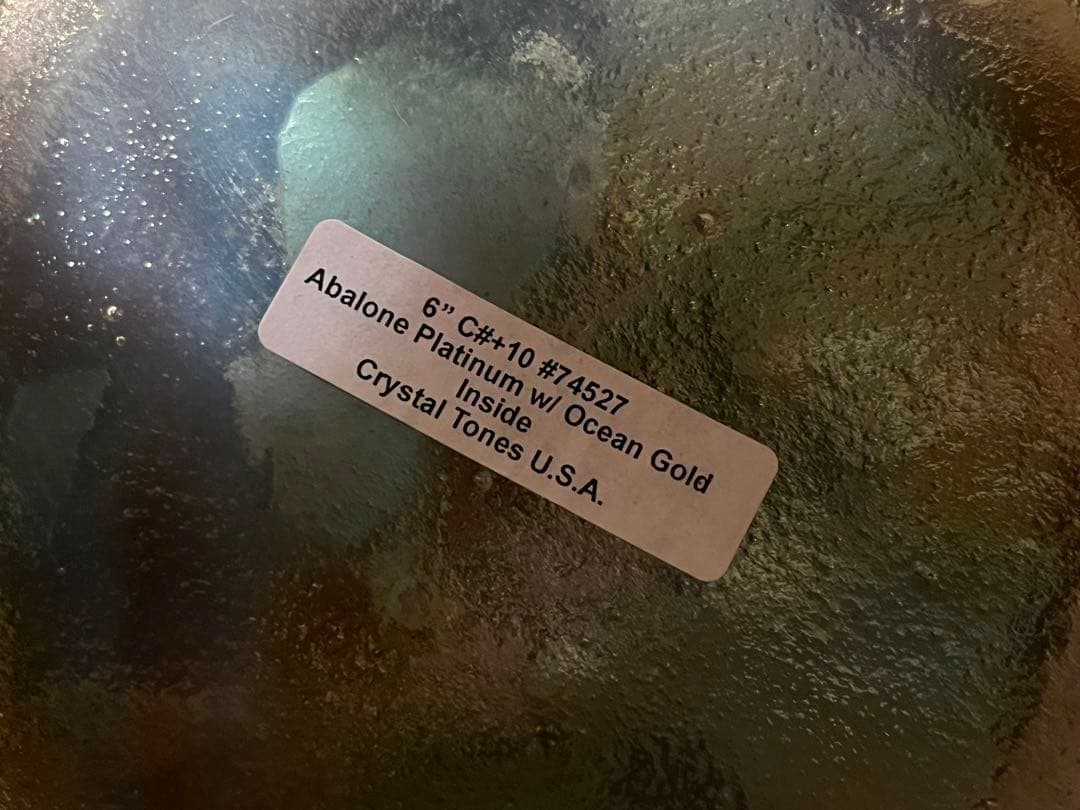 6” C#+10 #74527
Abalone Platinum w/ Ocean Gold
Inside
Crystal Tones U.S.A.